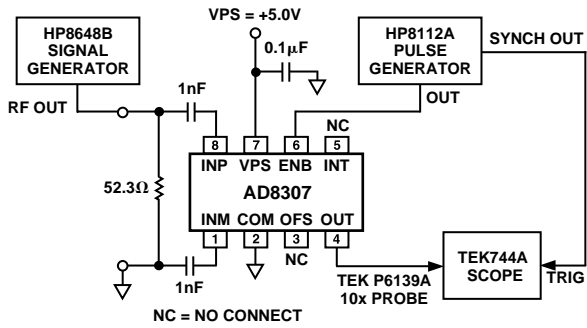 VPS = +5.0V
HP8648B
SIGNAL
GENERATOR
0.1μF
HP8112A
PULSE
GENERATOR
SYNCH OUT
RF OUT
1nF
OUT
NC
8
7
6
5
INP
VPS
ENB
INT
52.3Ω
AD8307
INM
COM
OFS
OUT
1
2
3
4
NC
1nF
TEK P6139A
10x PROBE
TEK744A
SCOPE
TRIG
NC = NO CONNECT